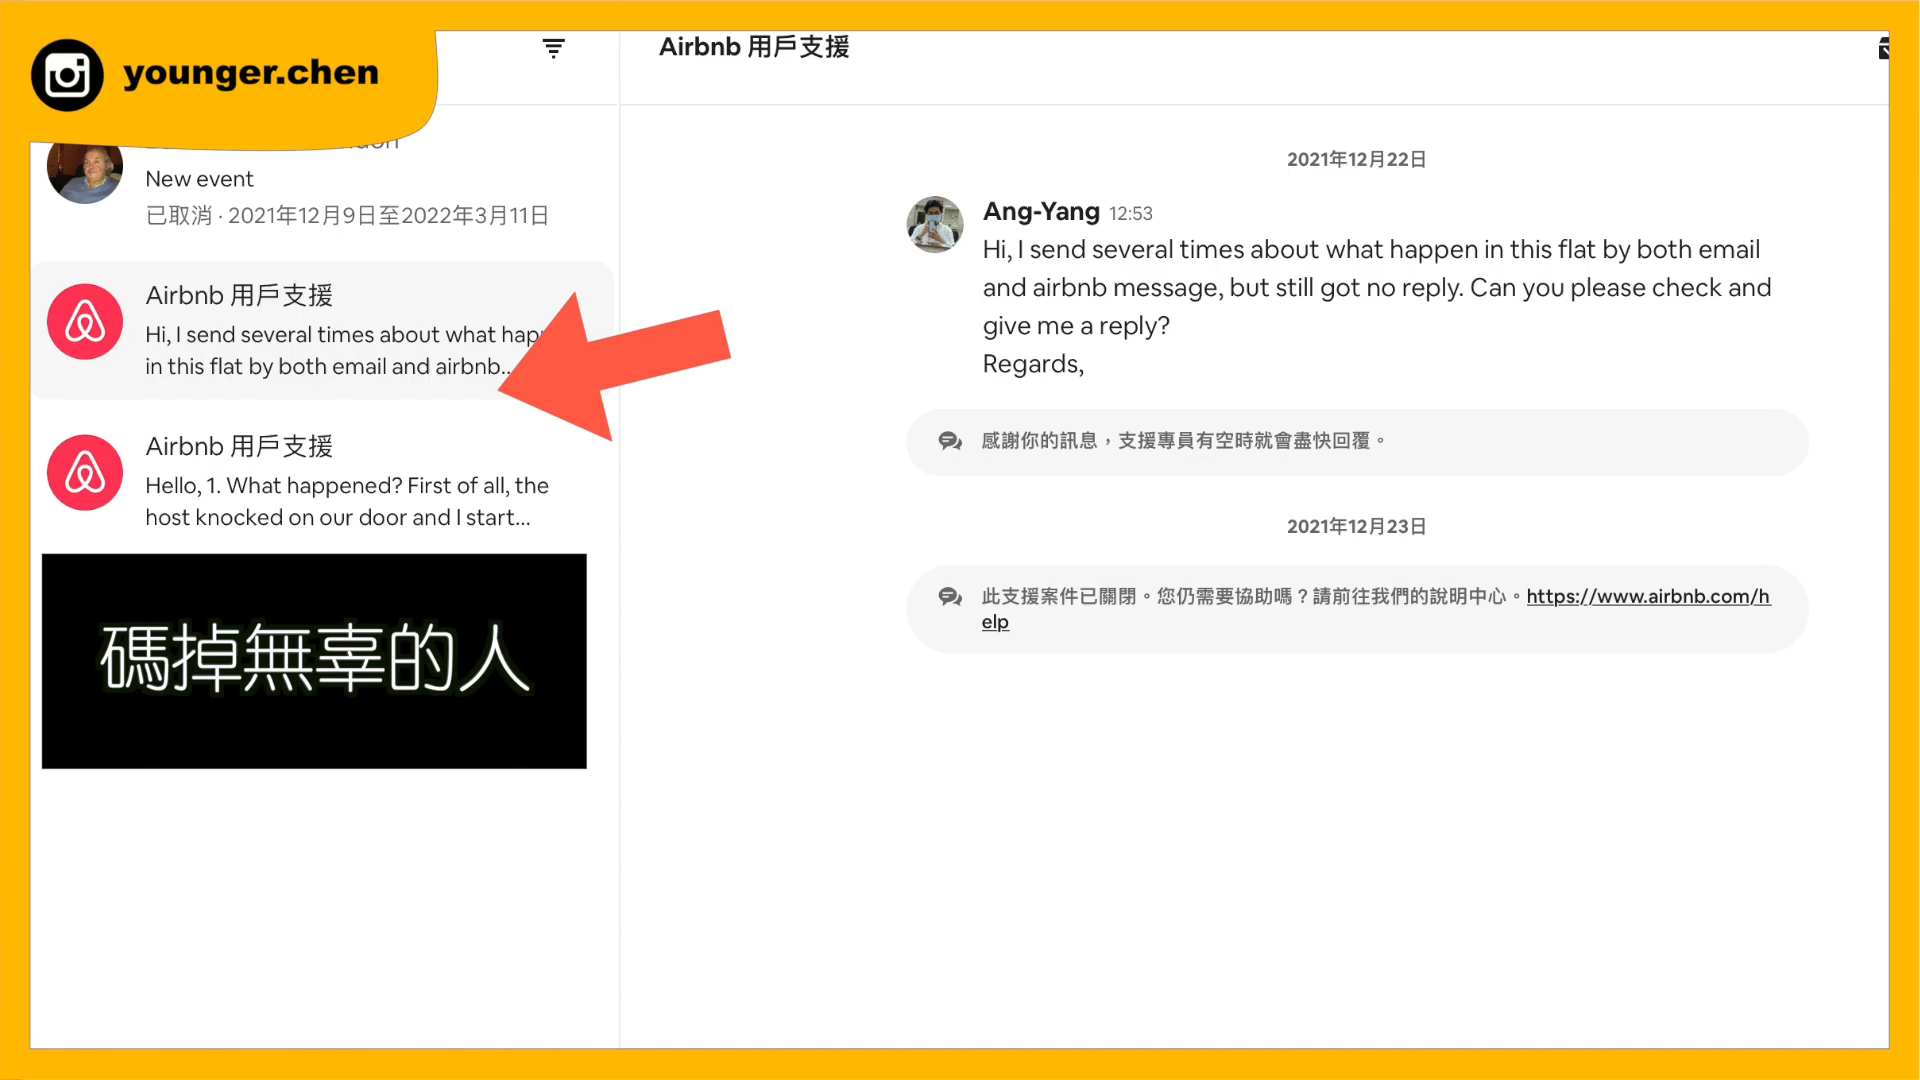 younger.chen
Airbnb 用戶支援
New event
已取消 · 2021年12月9日至2022年3月11日
Airbnb 用戶支援
Hi, I send several times about what hap
in this flat by both email and airbnb...
Airbnb 用戶支援
Hello, 1. What happened? First of all, the
host knocked on our door and I start...
碼掉無辜的人
2021年12月22日
Ang-Yang 12:53
Hi, I send several times about what happen in this flat by both email
and airbnb message, but still got no reply. Can you please check and
give me a reply?
Regards,
感謝你的訊息，支援專員有空時就會盡快回覆。
2021年12月23日
此支援案件已關閉。您仍需要協助嗎？請前往我們的說明中心。https://www.airbnb.com/h
elp